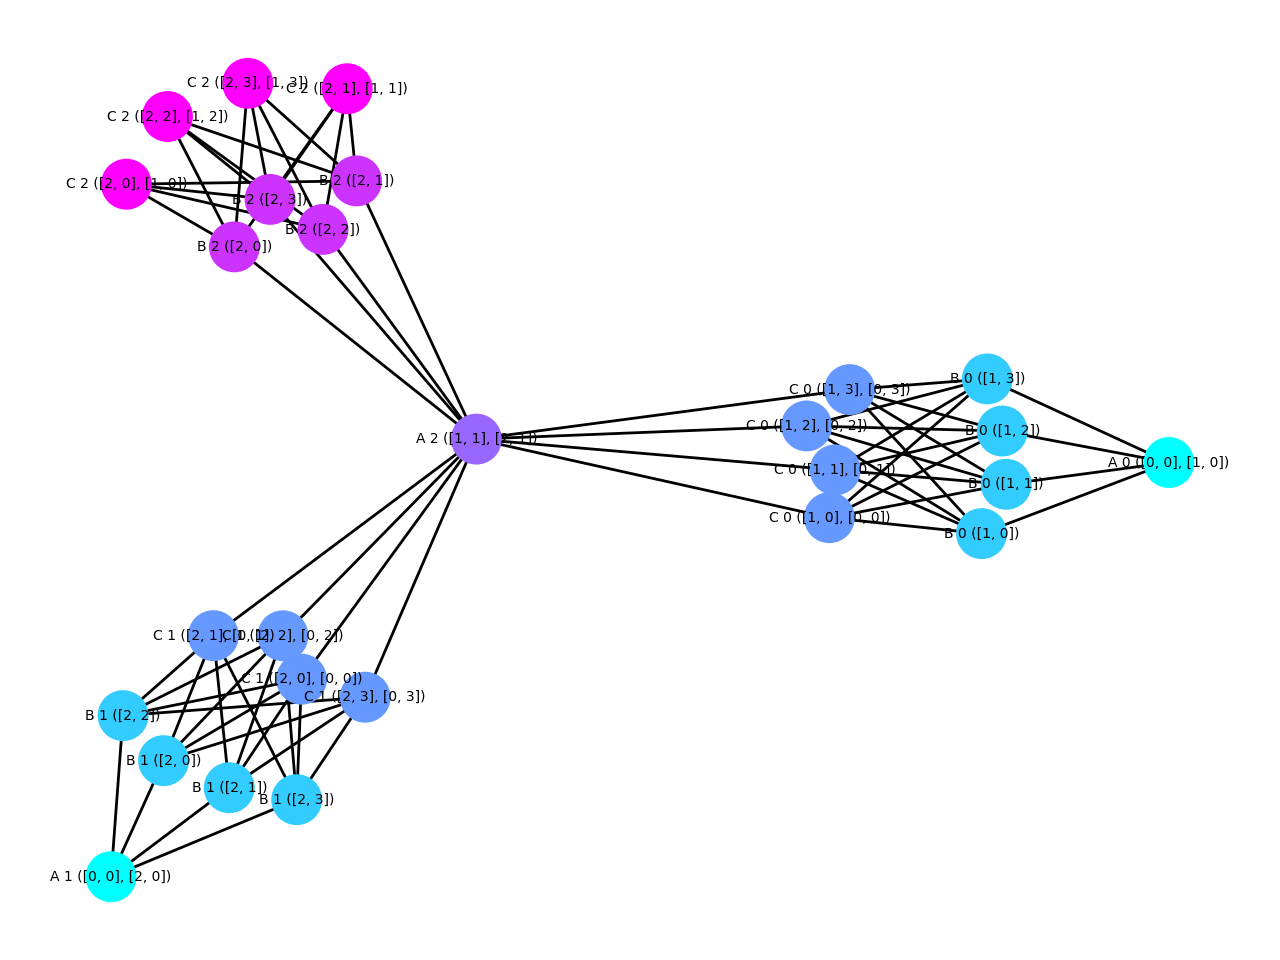 C 2 ([2, 3], [1, 3])
C 2 ([2, 1], [1, 1])
C 2 ([2, 2], [1, 2])
C 2 ([2, 0], [1, 0])
B 2 ([2, 1])
B 2 ([2, 3])
B 2 ([2, 2])
B 2 ([2, 0])
B 0 ([1, 3])
C 0 ([1, 3], [0, 3])
C 0 ([1, 2], [0, 2])
B 0 ([1, 2])
A 2 ([1, 1],
A 0 ([0, 0], [1, 0])
C 0 ([1, 1], [0, 1])
B 0 ([1, 1])
C 0 ([1, 0], [0, 0])
B 0 ([1, 0])
C 1 ([2, 1], [0, 1])
C 1 ([2, 2], [0, 2])
C 1 ([2, 0], [0, 0])
C 1 ([2, 3], [0, 3])
B 1 ([2, 2])
B 1 ([2, 0])
B 1 ([2, 1])
B 1 ([2, 3])
A 1 ([0, 0], [2, 0])